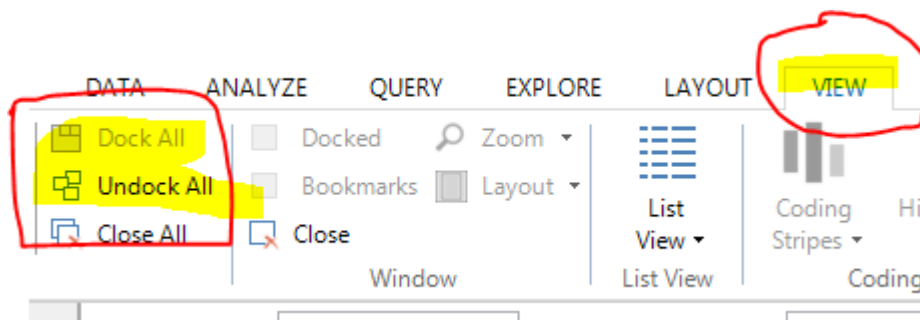 DATA ANALYZE QUERY EXPLORE LAYOUT VIEW
Dock All Docked Zoom
Undock All Bookmarks Layout
Close All Close
List View
Coding Stripes
Hi
Window List View Coding